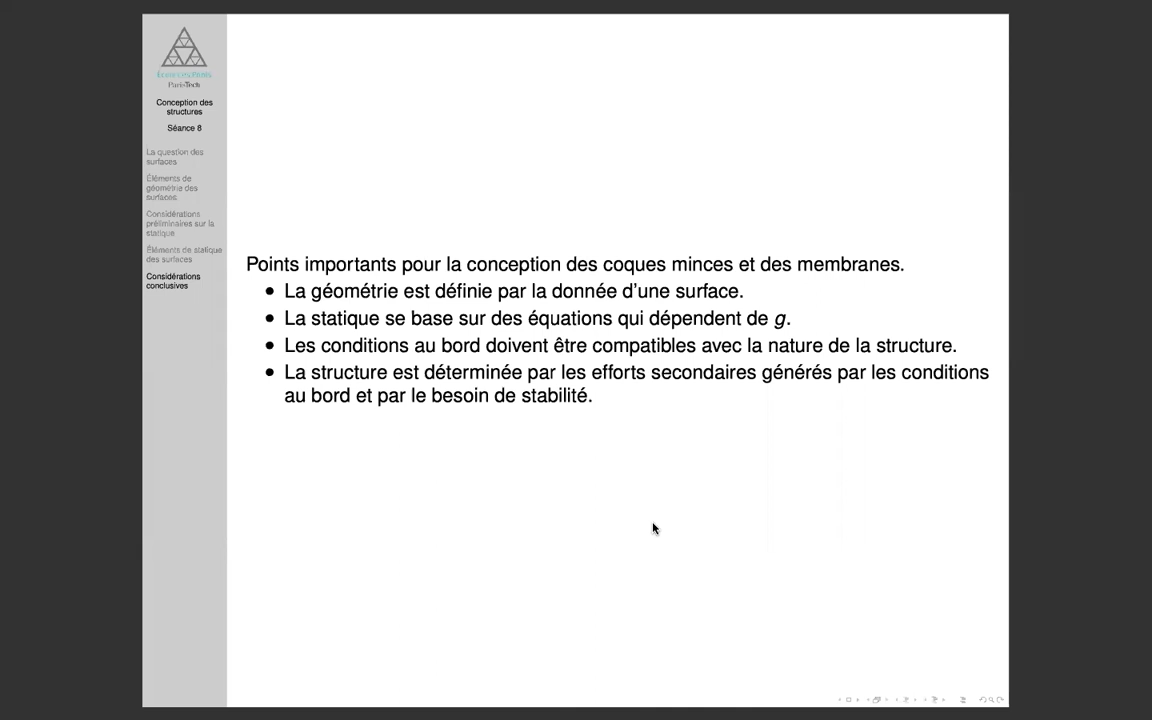 École des Ponts
ParisTech
Conception des
structures
Séance 8
La question des
surfaces
Éléments de
géométrie des
surfaces
Considérations
préliminaires sur la
statique
Éléments de statique
des surfaces
Considérations
conclusives
Points importants pour la conception des coques minces et des membranes.
• La géométrie est définie par la donnée d'une surface.
• La statique se base sur des équations qui dépendent de g.
• Les conditions au bord doivent être compatibles avec la nature de la structure.
• La structure est déterminée par les efforts secondaires générés par les conditions
au bord et par le besoin de stabilité.